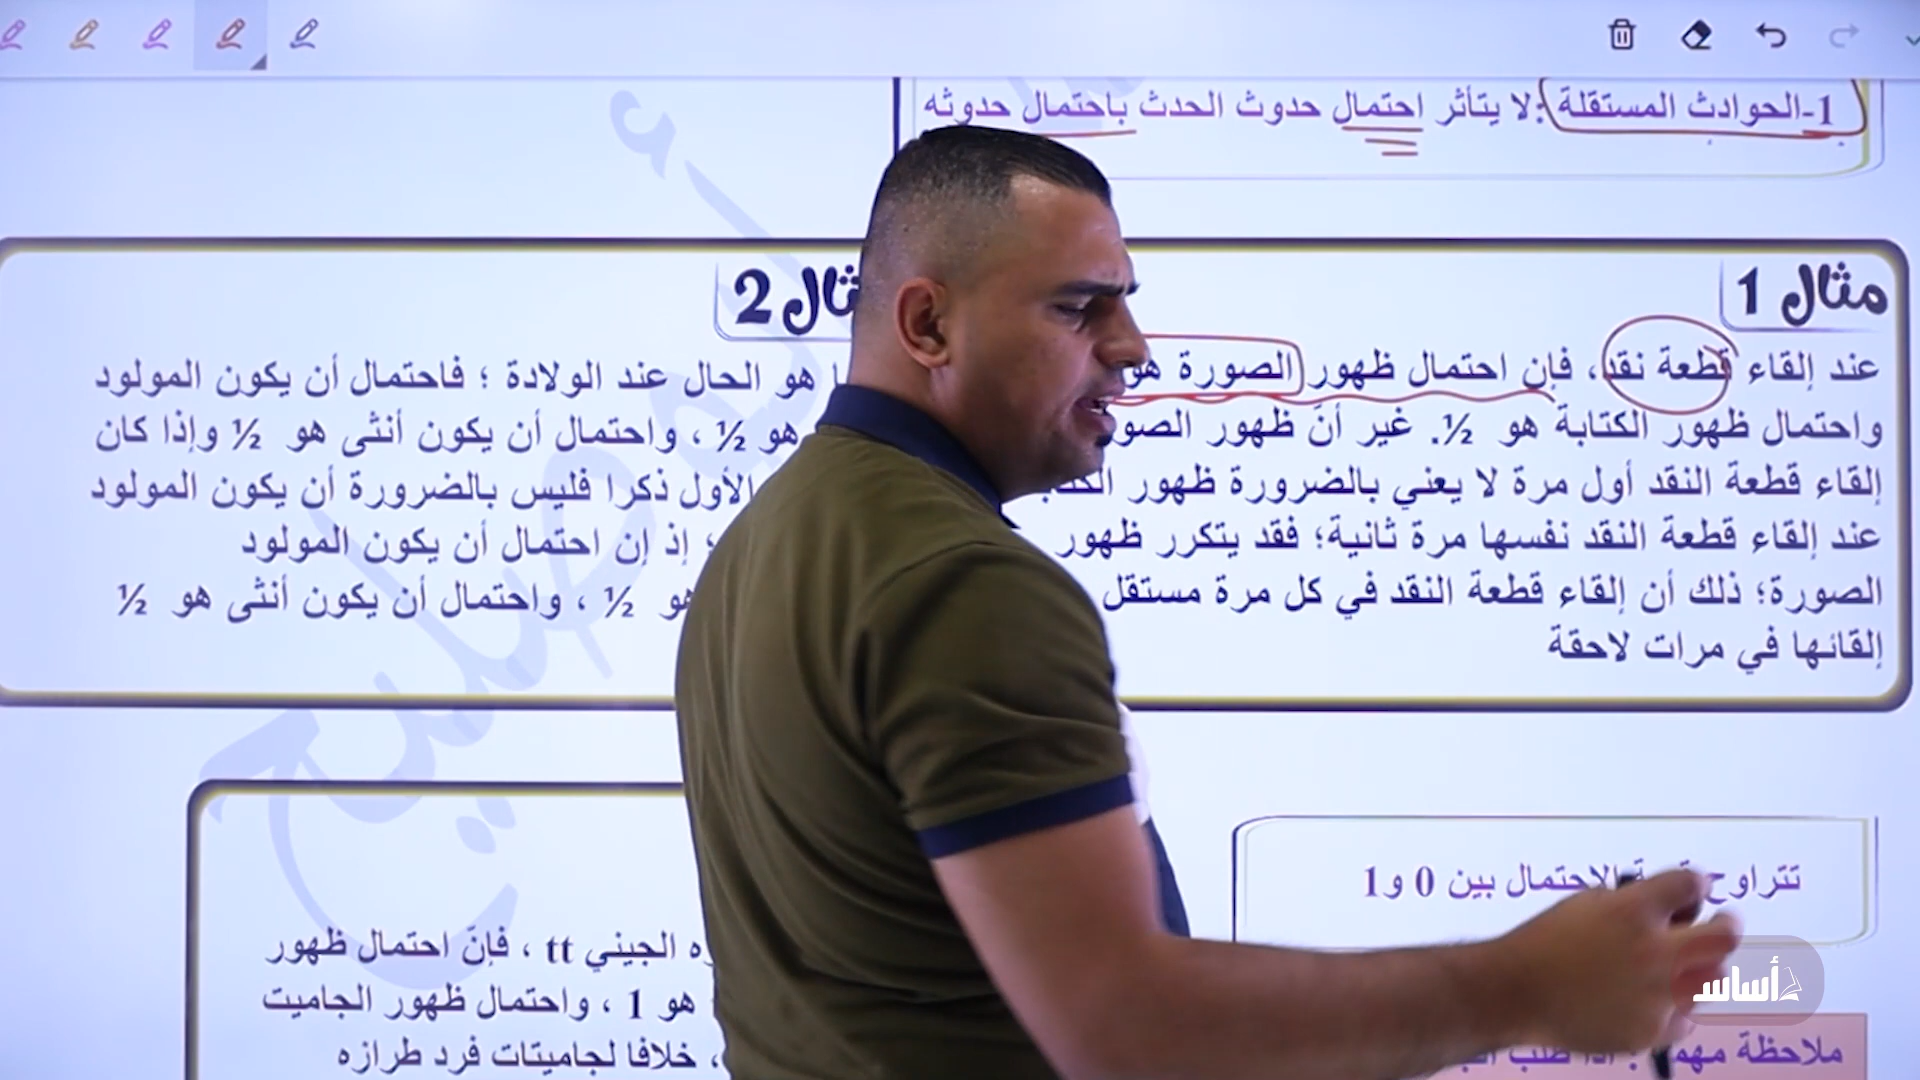 1-الحوادث المستقلة :لا يتأثر احتمال حدوث الحدث باحتمال حدوثه
مثال 1
عند إلقاء قطعة نقد، فإن احتمال ظهور الصورة هو
واحتمال ظهور الكتابة هو ½. غير أنّ ظهور
إلقاء قطعة النقد أول مرة لا يعني بالضرورة ظهور
عند إلقاء قطعة النقد نفسها مرة ثانية؛ فقد يتكرر ظهور
الصورة؛ ذلك أن إلقاء قطعة النقد في كل مرة مستقل
إلقائها في مرات لاحقة
2
هو الحال عند الولادة ؛ فاحتمال أن يكون المولود
هو ½ ، واحتمال أن يكون أنثى هو ½ وإذا كان
الأول ذكرا فليس بالضرورة أن يكون المولود
؛ إذ إن احتمال أن يكون المولود
هو ½ ، واحتمال أن يكون أنثى هو ½
تتراوح الاحتمال بين 0 و1
الجيني tt ، فإنّ احتمال ظهور
هو 1 ، واحتمال ظهور الجاميت
، خلافا لجاميتات فرد طرازه
أساس
ملاحظة